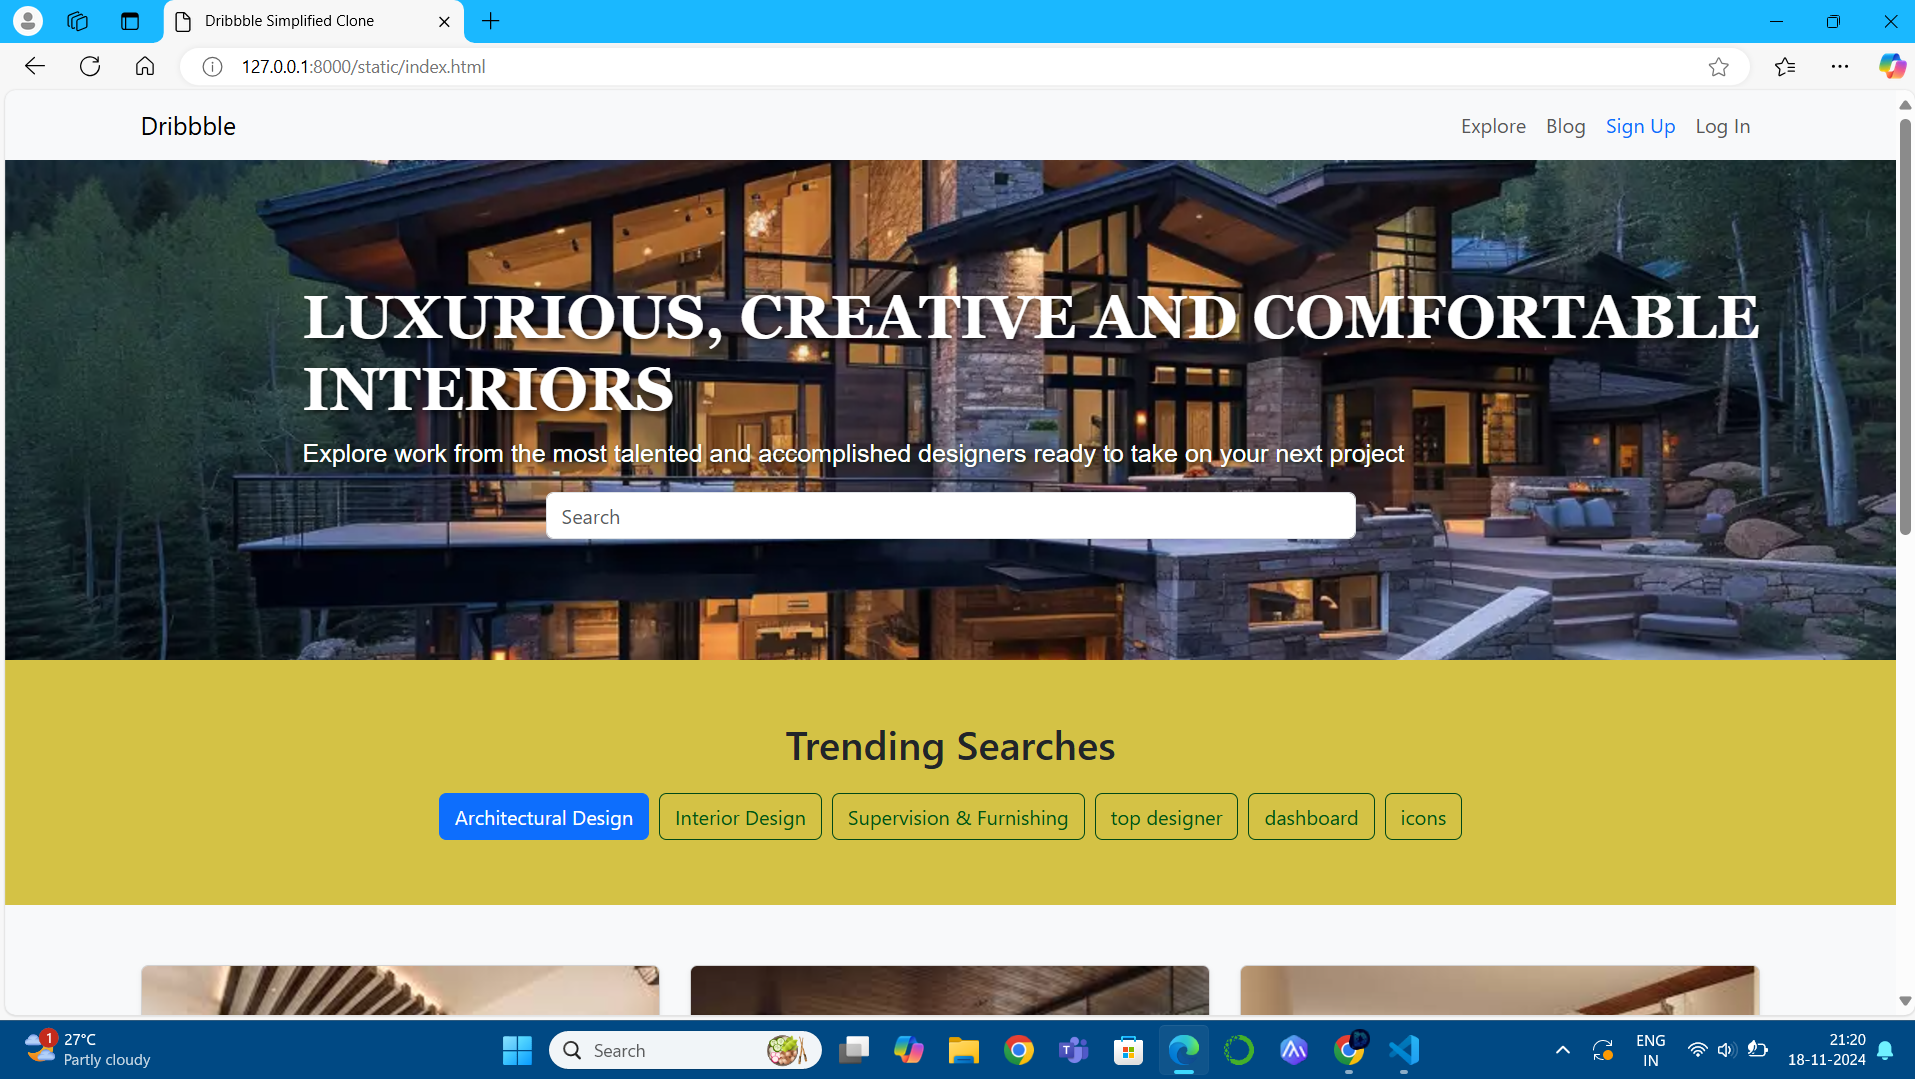 Dribbble Simplified Clone
127.0.0.1:8000/static/index.html
Dribbble
Explore Blog Sign Up Log In
LUXURIOUS, CREATIVE AND COMFORTABLE
INTERIORS
Explore work from the most talented and accomplished designers ready to take on your next project
Search
Trending Searches
Architectural Design Interior Design Supervision & Furnishing top designer dashboard icons
1
27°C
Partly cloudy
Search
ENG
IN
21:20
18-11-2024